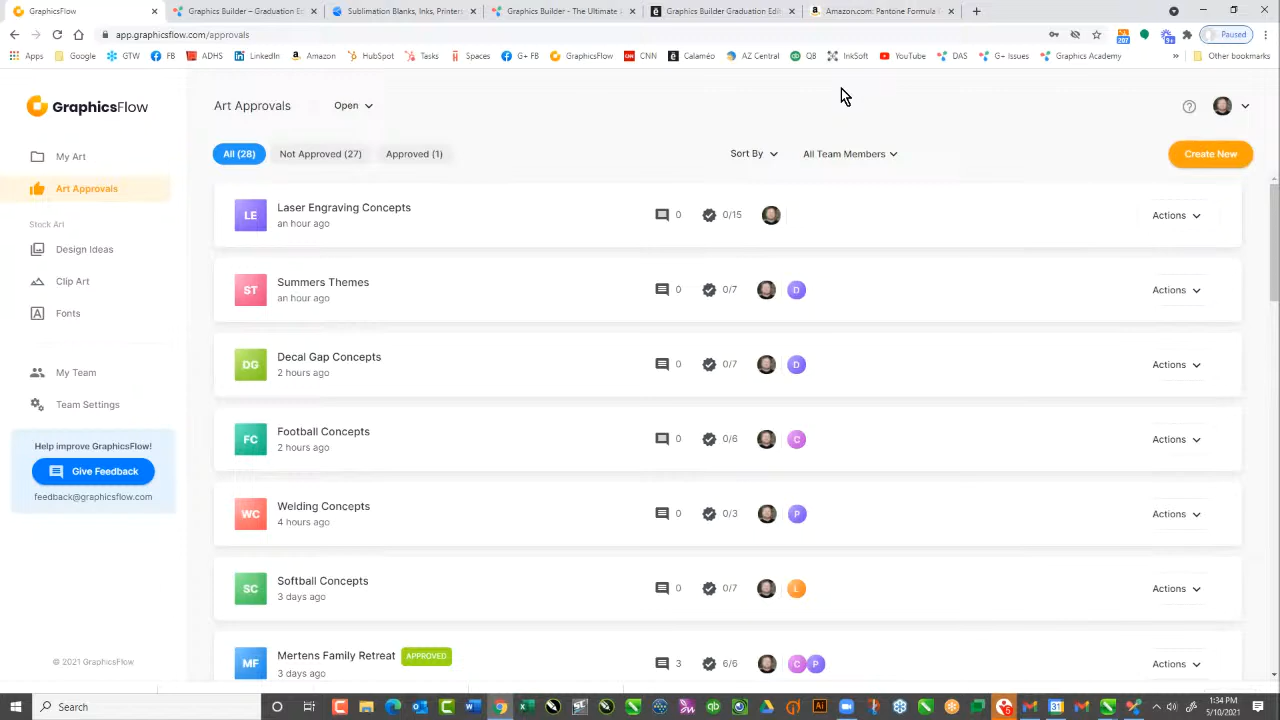 GraphicsFlow
Graphics Builder – Graduation Edi
Sublimation Blanks, Inks, Printers
Graphics Builder - The Ultimate
Graphics Builder Graduation Edit
Amazon.com: Pantone Formula
app.graphicsflow.com/approvals
Paused
Apps
Google
GTW
FB
ADHS
LinkedIn
Amazon
HubSpot
Tasks
Spaces
G+ FB
GraphicsFlow
CNN
Calaméo
AZ Central
QB
InkSoft
YouTube
DAS
G+ Issues
Graphics Academy
Other bookmarks
GraphicsFlow
Art Approvals
Open
My Art
All (28)
Not Approved (27)
Approved (1)
Sort By
All Team Members
Create New
Art Approvals
Stock Art
Design Ideas
Clip Art
Fonts
My Team
Team Settings
Help improve GraphicsFlow!
Give Feedback
feedback@graphicsflow.com
© 2021 GraphicsFlow
LE
Laser Engraving Concepts
an hour ago
0
0/15
Actions
ST
Summers Themes
an hour ago
0
0/7
D
Actions
DG
Decal Gap Concepts
2 hours ago
0
0/7
D
Actions
FC
Football Concepts
2 hours ago
0
0/6
C
Actions
WC
Welding Concepts
4 hours ago
0
0/3
P
Actions
SC
Softball Concepts
3 days ago
0
0/7
L
Actions
MF
Mertens Family Retreat
APPROVED
3 days ago
3
6/6
C
P
Actions
Search
1:34 PM
5/10/2021